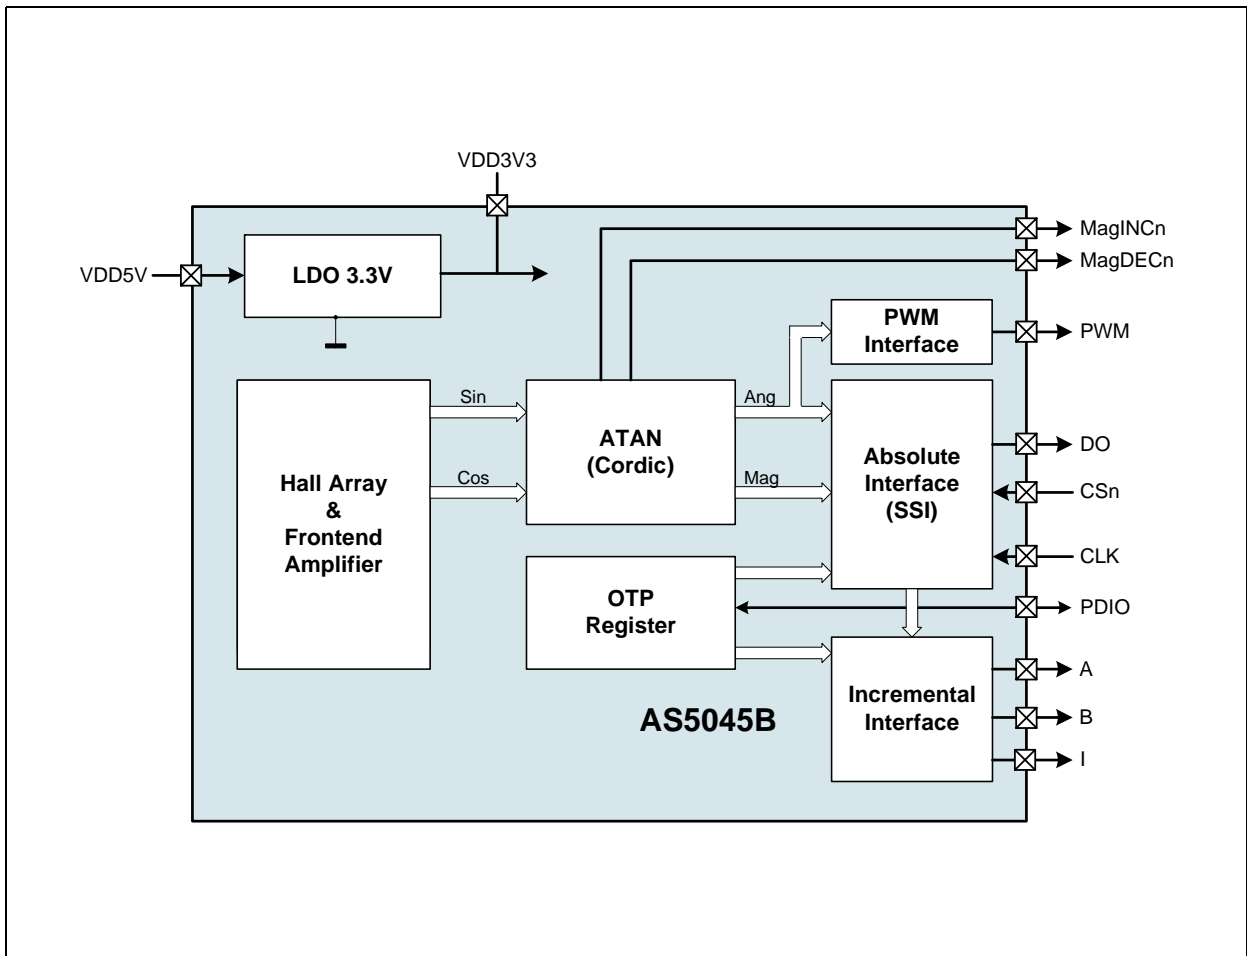 VDD3V3
MagINCn
MagDECn
VDD5V
LDO 3.3V
PWM
Interface
PWM
Sin
Ang
ATAN
(Cordic)
Cos
Mag
Hall Array
&
Frontend
Amplifier
Absolute
Interface
(SSI)
DO
CSn
CLK
OTP
Register
PDIO
Incremental
Interface
A
B
I
AS5045B